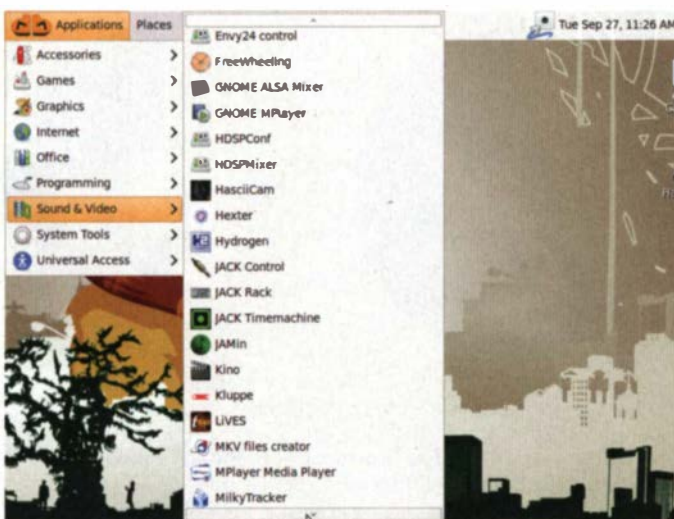 Applications Places
Tue Sep 27, 11:26 AM
Accessories
Games
Graphics
Internet
Office
Programming
Sound & Video
System Tools
Universal Access
Envy24 control
FreeWheeling
GNOME ALSA Mixer
GNOME MPlayer
HDSPConf
HDSPMixer
HasciiCam
Hexter
Hydrogen
JACK Control
JACK Rack
JACK Timemachine
JAMin
Kino
Kluppe
LiVES
MKV files creator
MPlayer Media Player
MilkyTracker